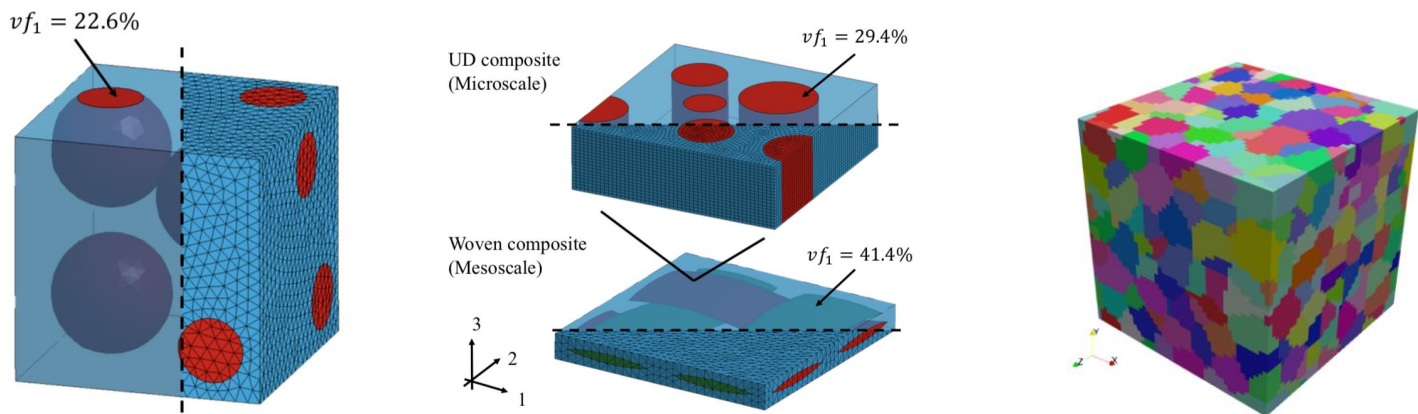 𝑣𝑓₁ = 22.6%
UD composite
(Microscale)
𝑣𝑓₁ = 29.4%
Woven composite
(Mesoscale)
𝑣𝑓₁ = 41.4%
3
2
1
Y
Z
X